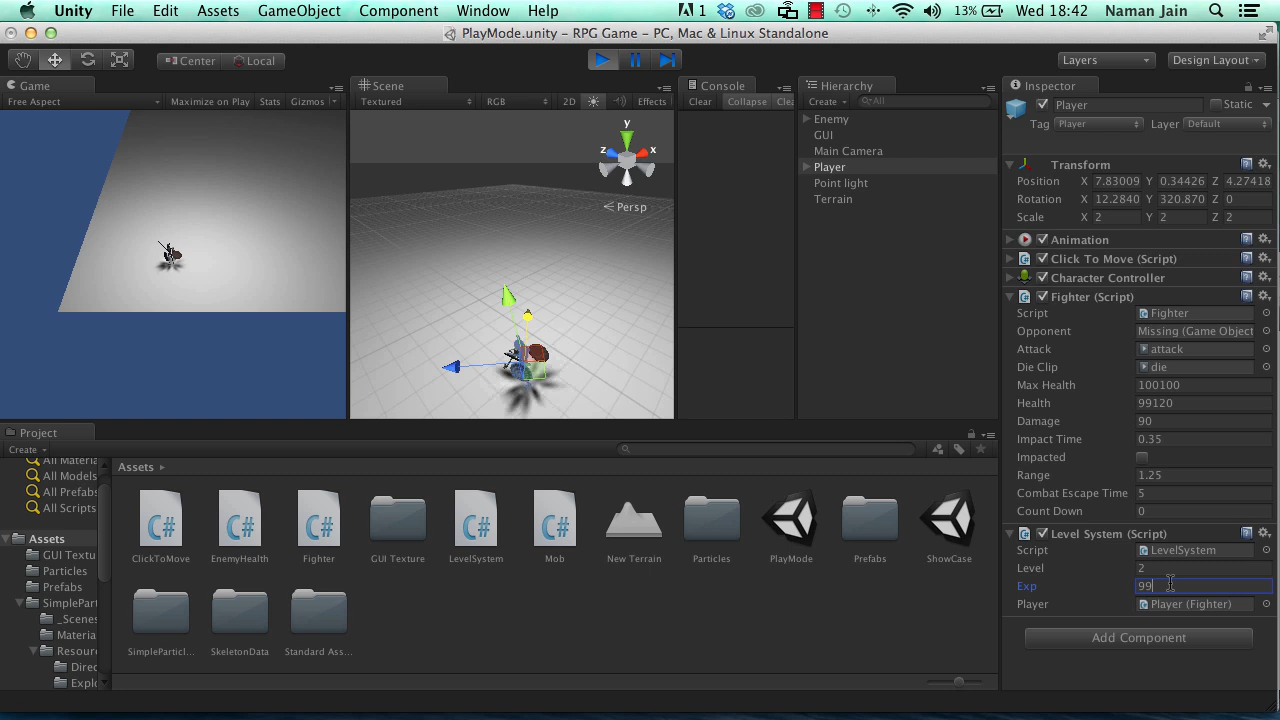 Unity File Edit Assets GameObject Component Window Help 1 13% Wed 18:42 Naman Jain
PlayMode.unity - RPG Game - PC, Mac & Linux Standalone
Center Local Layers Design Layout
Game Scene Console Hierarchy Inspector
Free Aspect Maximize on Play Stats Gizmos Textured RGB 2D Effects Clear Collapse Create All
Player Static
Tag Player Layer Default
Enemy
GUI
Main Camera
Player
Point light
Terrain
y
z x
Persp
Transform
Position X 7.83009 Y 0.34426 Z 4.27418
Rotation X 12.2840 Y 320.870 Z 0
Scale X 2 Y 2 Z 2
Animation
Click To Move (Script)
Character Controller
Fighter (Script)
Script Fighter
Opponent Missing (Game Object
Attack attack
Die Clip die
Max Health 100100
Health 99120
Damage 90
Impact Time 0.35
Impacted
Range 1.25
Combat Escape Time 5
Count Down 0
Level System (Script)
Script LevelSystem
Level 2
Exp 99
Player Player (Fighter)
Add Component
Project
Create
All Materia
All Models
All Prefabs
All Scripts
Assets
GUI Textu
Particles
Prefabs
SimplePart
_Scenes
Materia
Resourc
Direc
Explo
Assets
ClickToMove EnemyHealth Fighter GUI Texture LevelSystem Mob New Terrain Particles PlayMode Prefabs ShowCase
SimpleParticl... SkeletonData Standard Ass...